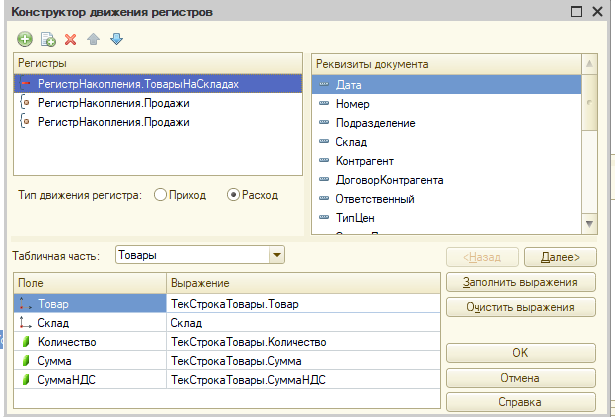 Конструктор движения регистров
Регистры
РегистрНакопления.ТоварыНаСкладах
РегистрНакопления.Продажи
РегистрНакопления.Продажи
Тип движения регистра: Приход Расход
Реквизиты документа
Дата
Номер
Подразделение
Склад
Контрагент
ДоговорКонтрагента
Ответственный
ТипЦен
Табличная часть: Товары
<Назад Далее>
Поле Выражение
Товар ТекСтрокаТовары.Товар
Склад Склад
Количество ТекСтрокаТовары.Количество
Сумма ТекСтрокаТовары.Сумма
СуммаНДС ТекСтрокаТовары.СуммаНДС
Заполнить выражения
Очистить выражения
OK
Отмена
Справка